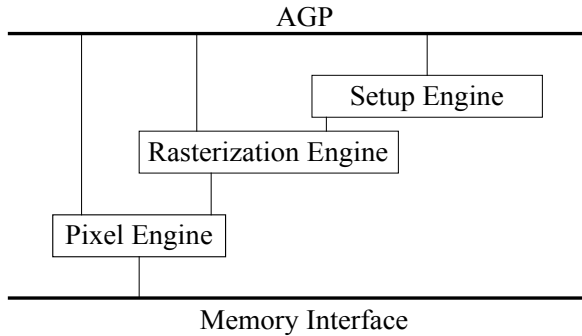 AGP
Setup Engine
Rasterization Engine
Pixel Engine
Memory Interface